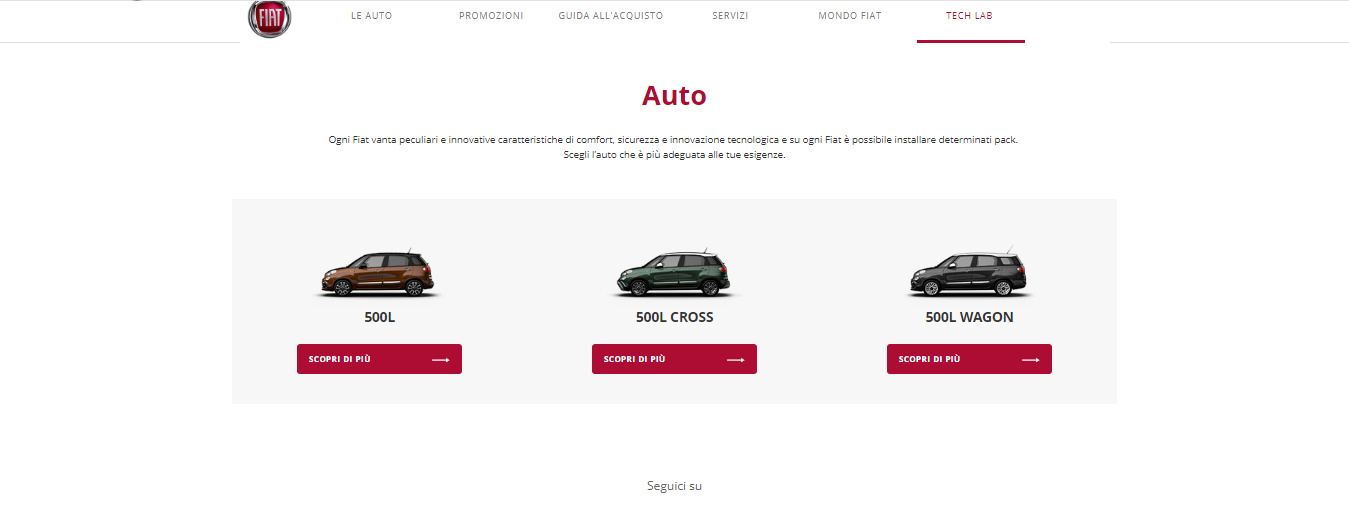 FIAT
LE AUTO
PROMOZIONI
GUIDA ALL'ACQUISTO
SERVIZI
MONDO FIAT
TECH LAB
Auto
Ogni Fiat vanta peculiari e innovative caratteristiche di comfort, sicurezza e innovazione tecnologica e su ogni Fiat è possibile installare determinati pack.
Scegli l'auto che è più adeguata alle tue esigenze.
500L
500L CROSS
500L WAGON
SCOPRI DI PIÙ
SCOPRI DI PIÙ
SCOPRI DI PIÙ
Seguici su